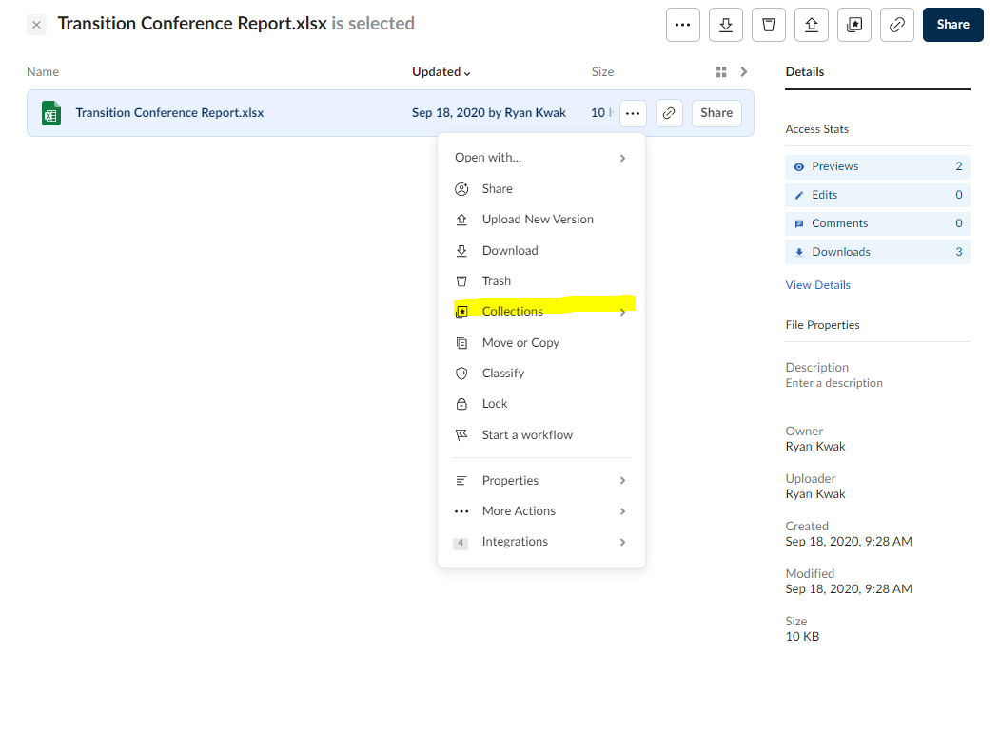 Transition Conference Report.xlsx is selected
Share
Name Updated Size
Details
Transition Conference Report.xlsx Sep 18, 2020 by Ryan Kwak 10 Share
Open with...
Share
Upload New Version
Download
Trash
Collections
Move or Copy
Classify
Lock
Start a workflow
Properties
More Actions
4 Integrations
Access Stats
Previews 2
Edits 0
Comments 0
Downloads 3
View Details
File Properties
Description
Enter a description
Owner
Ryan Kwak
Uploader
Ryan Kwak
Created
Sep 18, 2020, 9:28 AM
Modified
Sep 18, 2020, 9:28 AM
Size
10 KB